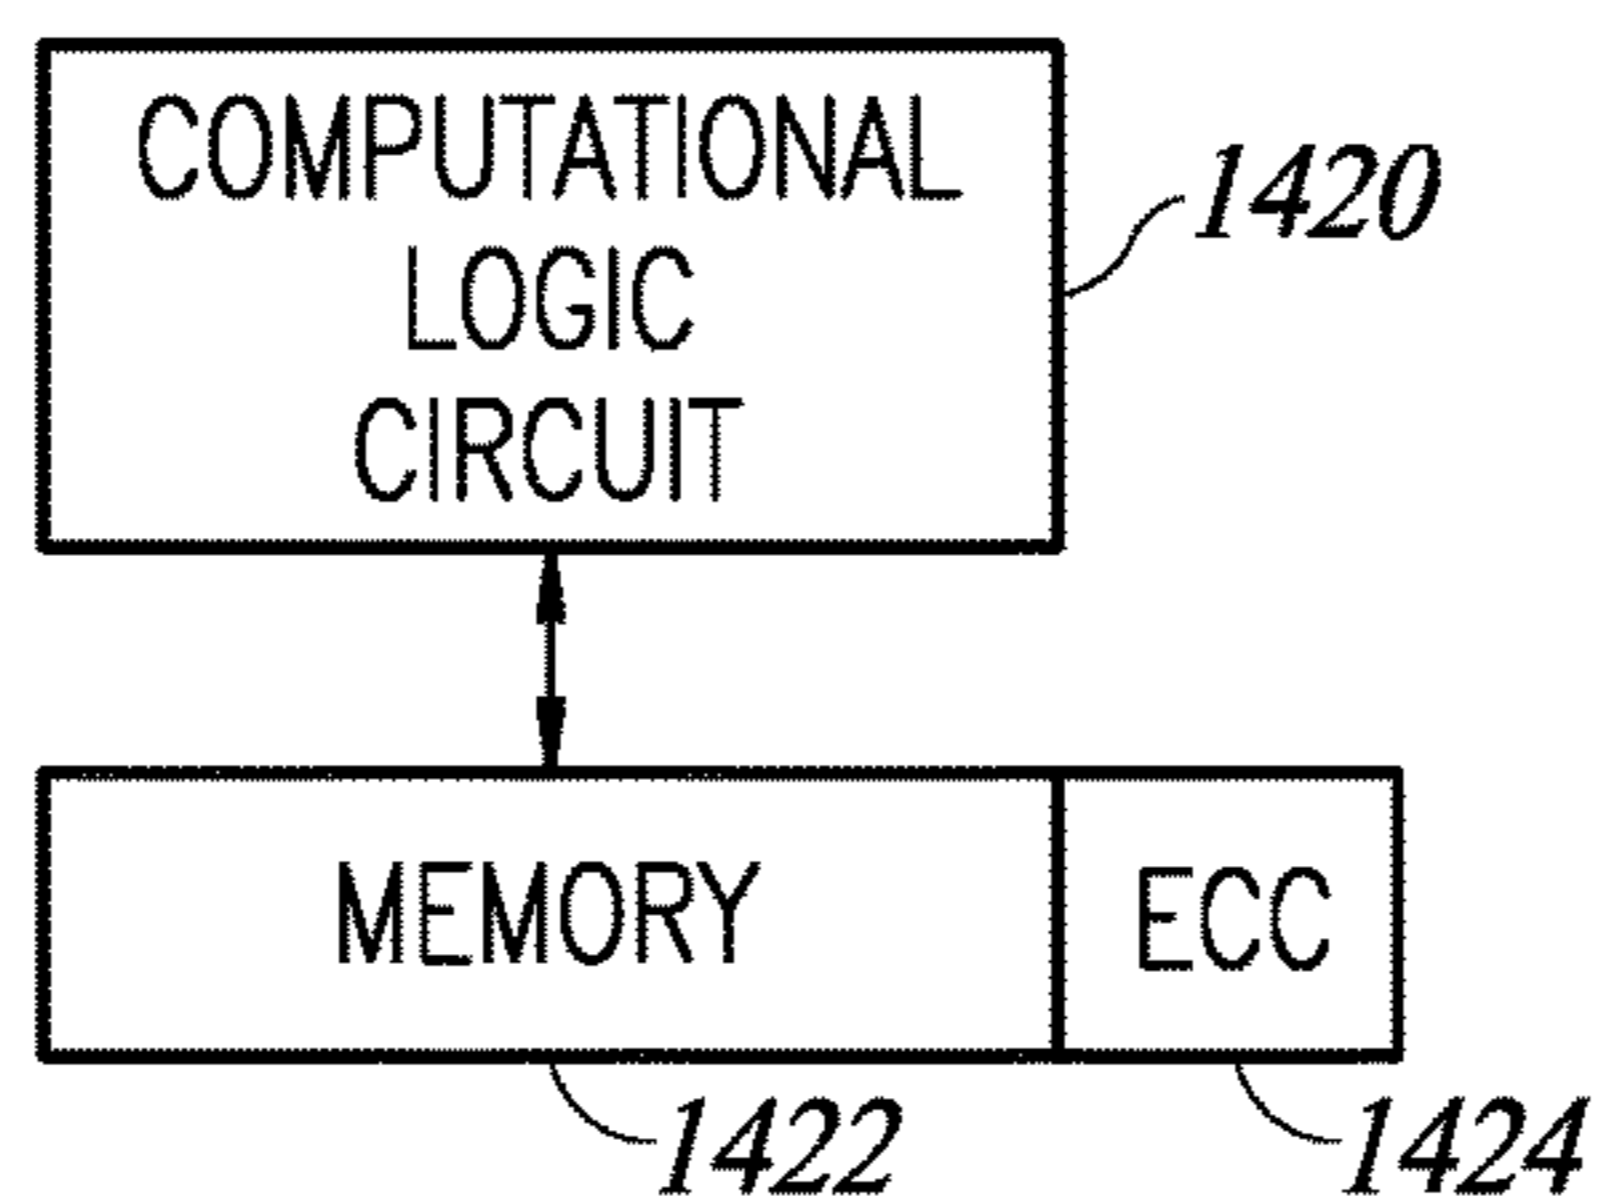 COMPUTATIONAL
LOGIC
CIRCUIT
1420
MEMORY
ECC
1422
1424